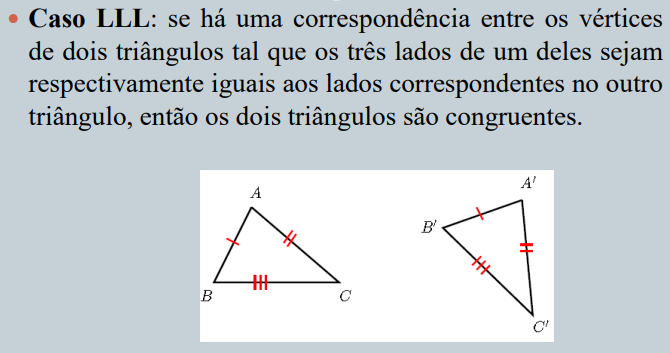 • Caso LLL: se há uma correspondência entre os vértices
de dois triângulos tal que os três lados de um deles sejam
respectivamente iguais aos lados correspondentes no outro
triângulo, então os dois triângulos são congruentes.
A
B
C
A'
B'
C'